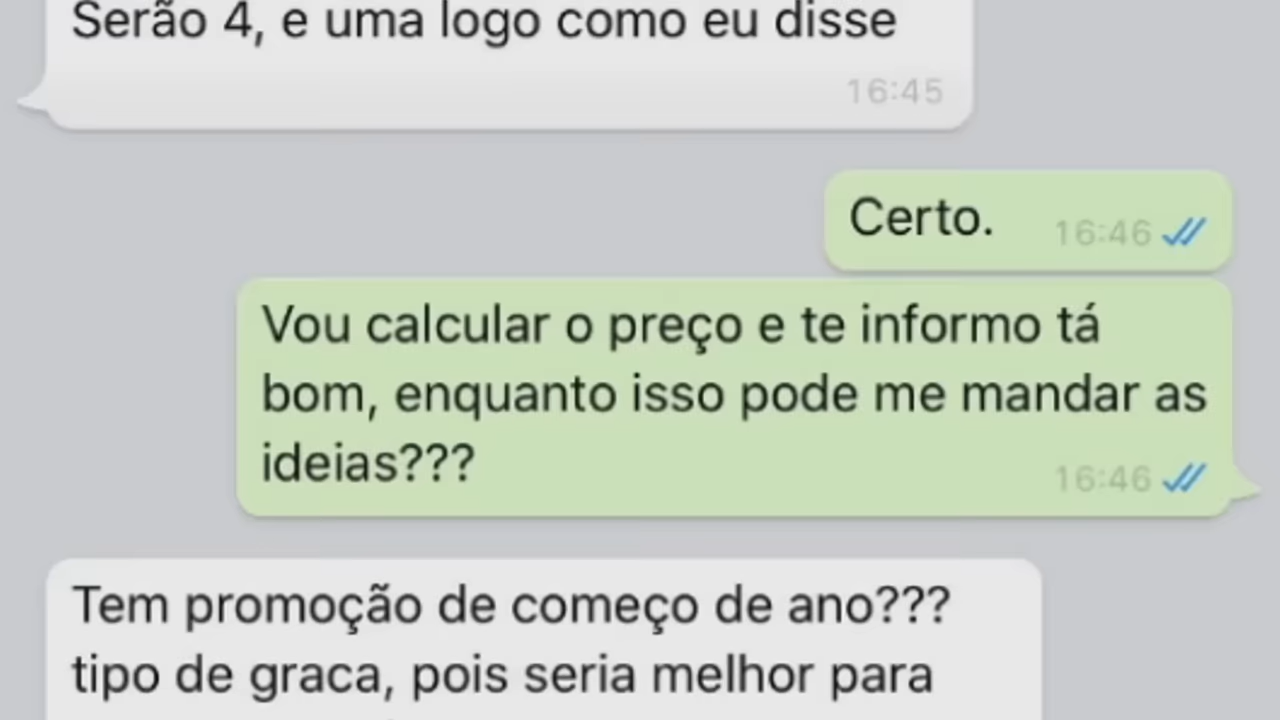 Serão 4, e uma logo como eu disse
16:45
Certo.
16:46
Vou calcular o preço e te informo tá
bom, enquanto isso pode me mandar as
ideias???
16:46
Tem promoção de começo de ano???
tipo de graca, pois seria melhor para